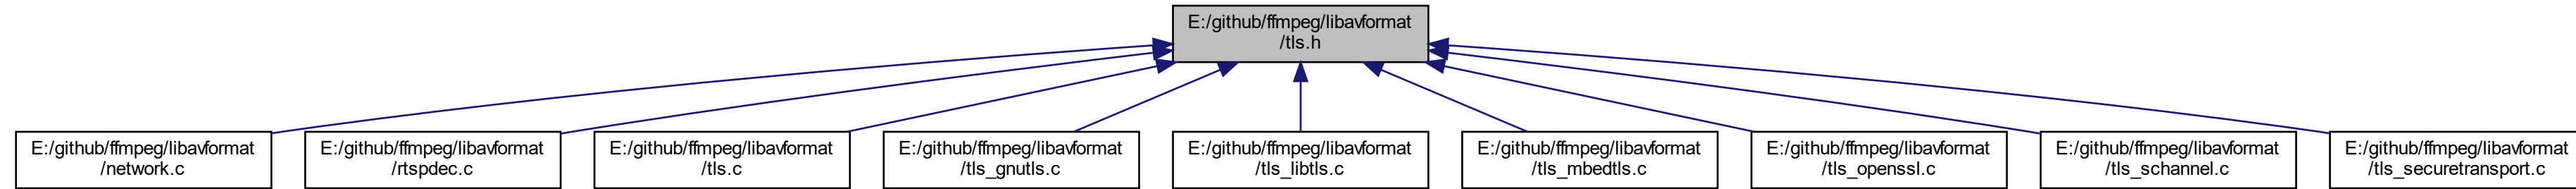 E:/github/ffmpeg/libavformat
/tls.h
E:/github/ffmpeg/libavformat
/network.c
E:/github/ffmpeg/libavformat
/rtspdec.c
E:/github/ffmpeg/libavformat
/tls.c
E:/github/ffmpeg/libavformat
/tls_gnutls.c
E:/github/ffmpeg/libavformat
/tls_libtls.c
E:/github/ffmpeg/libavformat
/tls_mbedtls.c
E:/github/ffmpeg/libavformat
/tls_openssl.c
E:/github/ffmpeg/libavformat
/tls_schannel.c
E:/github/ffmpeg/libavformat
/tls_securetransport.c